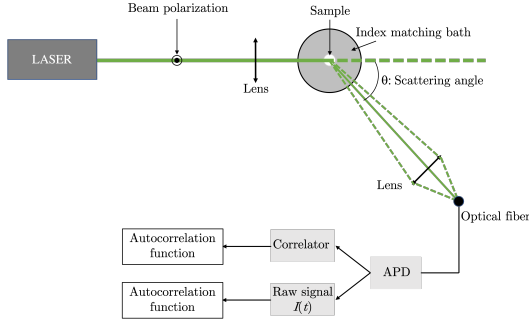 Beam polarization
Sample
Index matching bath
LASER
θ: Scattering angle
Lens
Lens
Optical fiber
Autocorrelation
function
Correlator
APD
Autocorrelation
function
Raw signal
I(t)